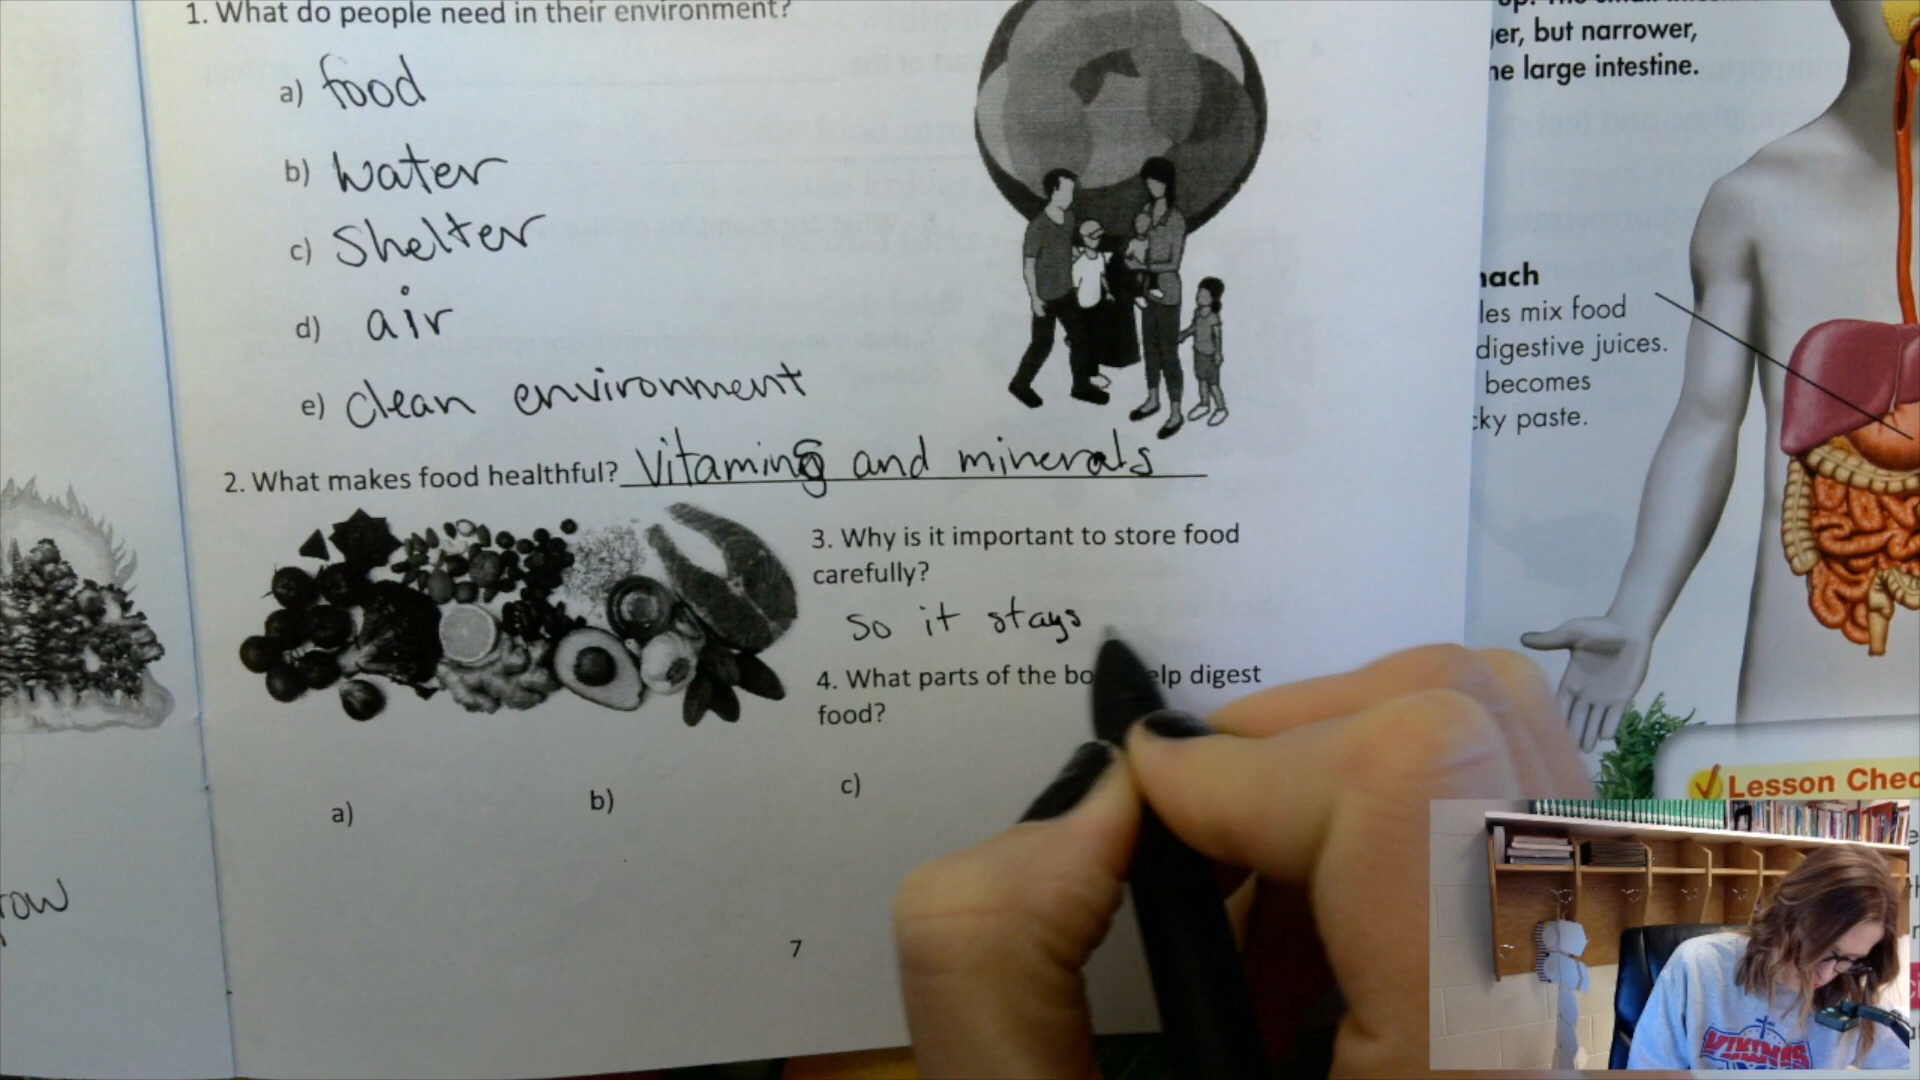 1. What do people need in their environment?
a) food
b) water
c) Shelter
d) air
e) clean environment
2. What makes food healthful? Vitamins and minerals
3. Why is it important to store food
carefully?
so it stays
4. What parts of the bo elp digest
food?
a)
b)
c)
7
row
er, but narrower,
he large intestine.
ach
les mix food
digestive juices.
becomes
ky paste.
Lesson Chec
VIKINGS